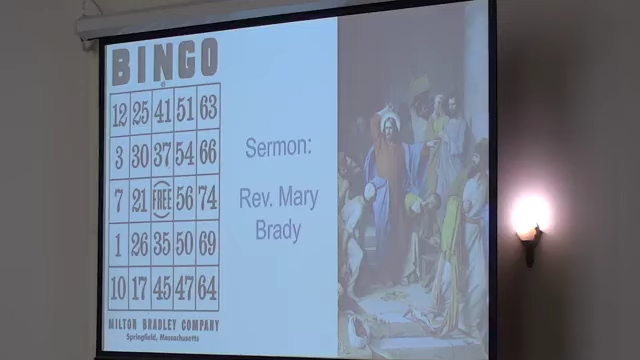 BINGO
12 25 41 51 63
3 30 37 54 66
7 21 FREE 56 74
1 26 35 50 69
10 17 45 47 64
MILTON BRADLEY COMPANY
Springfield, Massachusetts
Sermon:
Rev. Mary
Brady